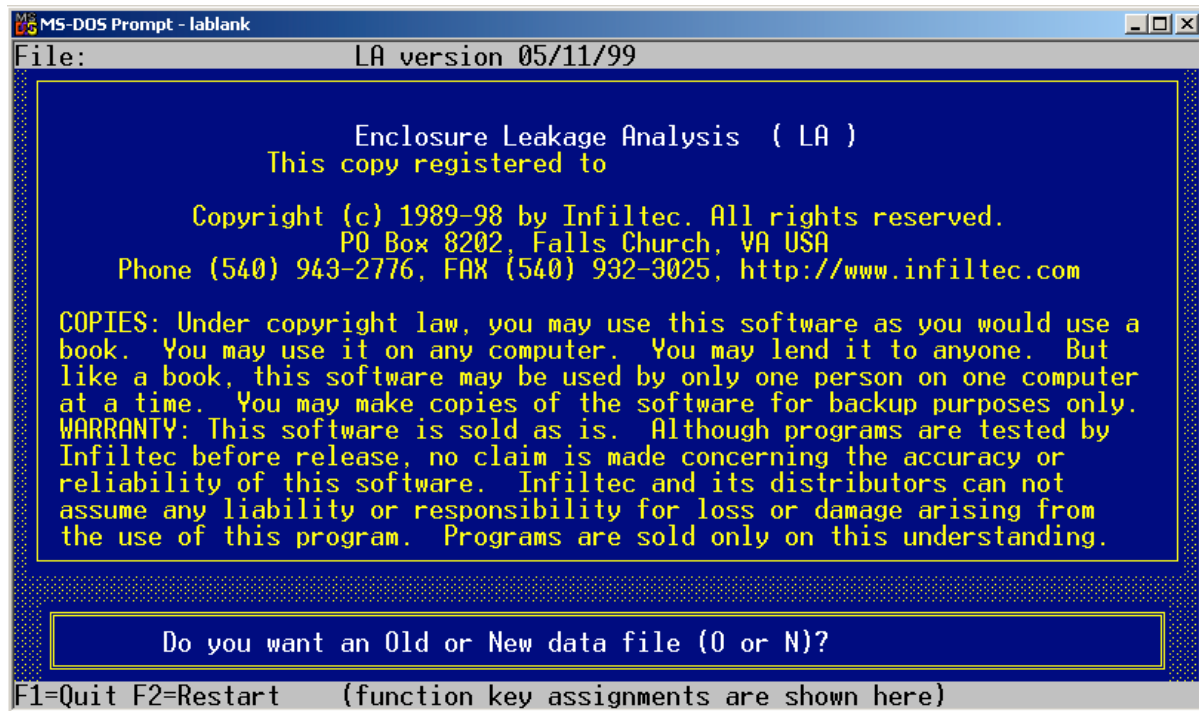 MS-DOS Prompt - lablank
File: LA version 05/11/99
Enclosure Leakage Analysis ( LA )
This copy registered to
Copyright (c) 1989-98 by Infiltec. All rights reserved.
PO Box 8202, Falls Church, VA USA
Phone (540) 943-2776, FAX (540) 932-3025, http://www.infiltec.com
COPIES: Under copyright law, you may use this software as you would use a
book. You may use it on any computer. You may lend it to anyone. But
like a book, this software may be used by only one person on one computer
at a time. You may make copies of the software for backup purposes only.
WARRANTY: This software is sold as is. Although programs are tested by
Infiltec before release, no claim is made concerning the accuracy or
reliability of this software. Infiltec and its distributors can not
assume any liability or responsibility for loss or damage arising from
the use of this program. Programs are sold only on this understanding.
Do you want an Old or New data file (O or N)?
F1=Quit F2=Restart (function key assignments are shown here)